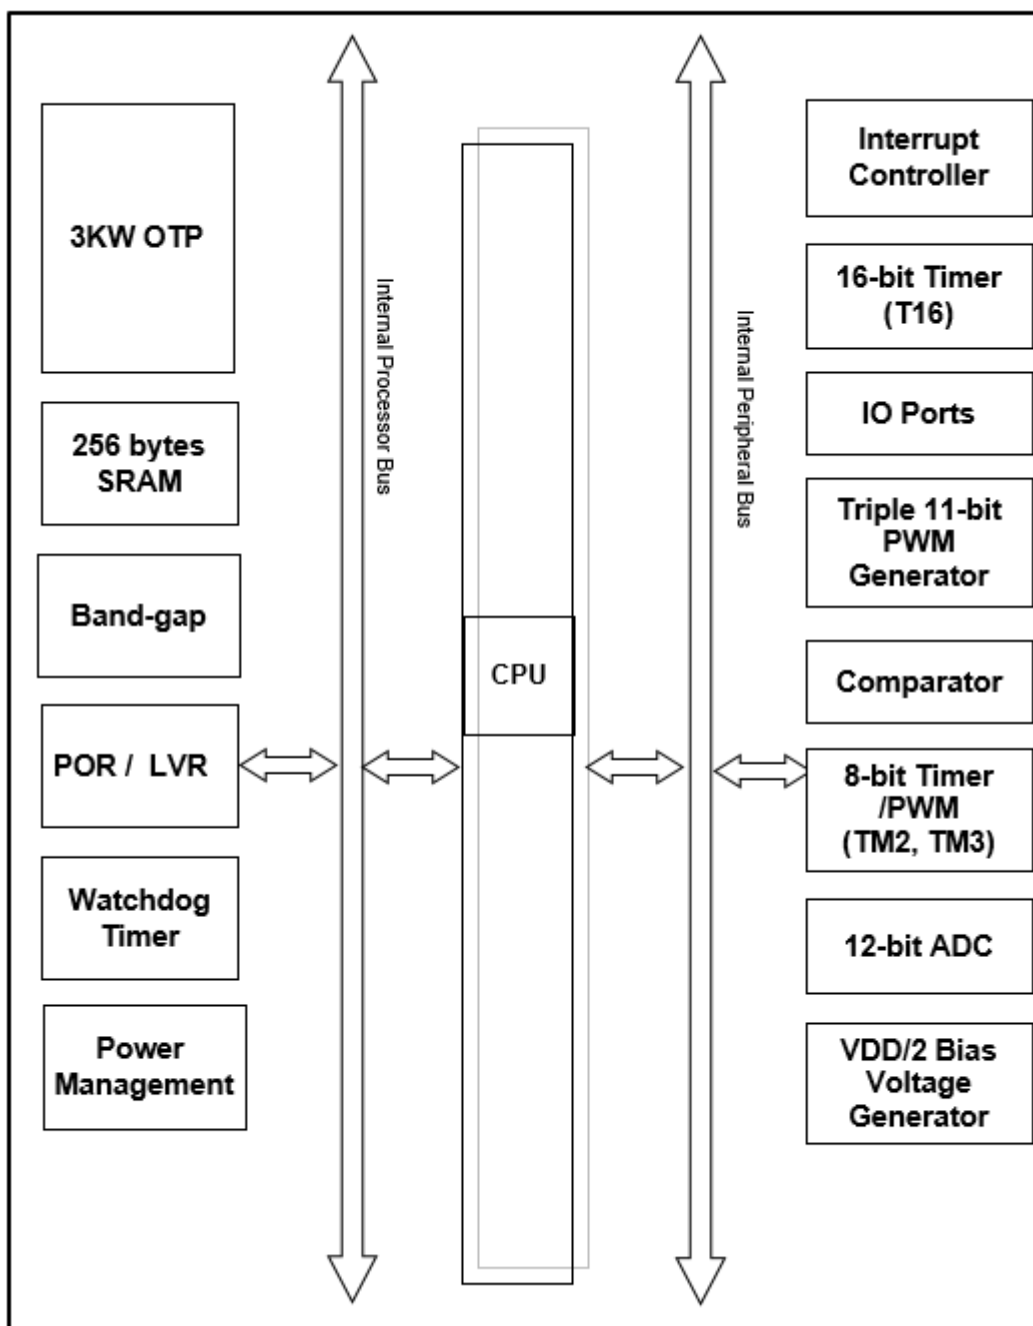 3KW OTP
256 bytes
SRAM
Band-gap
POR /  LVR
Watchdog
Timer
Power
Management
Internal Processor Bus
CPU
Internal Peripheral Bus
Interrupt
Controller
16-bit Timer
(T16)
IO Ports
Triple 11-bit
PWM
Generator
Comparator
8-bit Timer
/PWM
(TM2, TM3)
12-bit ADC
VDD/2 Bias
Voltage
Generator